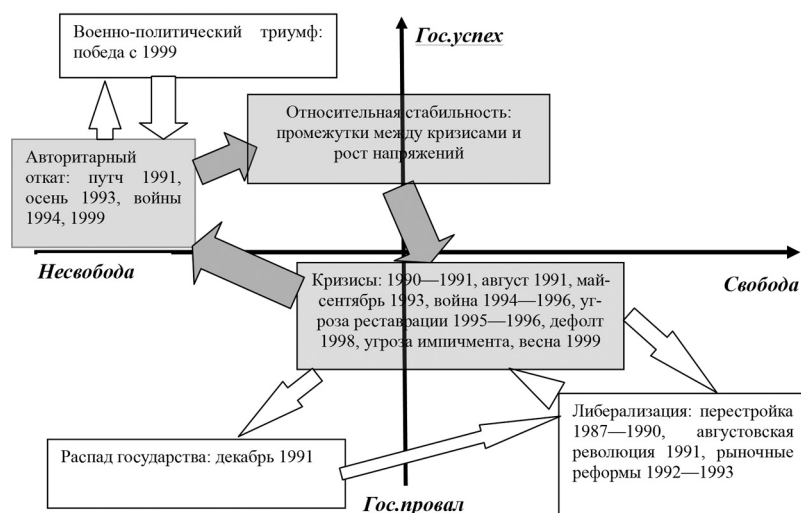 Военно-политический триумф:
победа с 1999
Гос.успех
Относительная стабильность:
промежутки между кризисами и
рост напряжений
Авторитарный
откат: путч 1991,
осень 1993, войны
1994, 1999
Несвобода
Свобода
Кризисы: 1990—1991, август 1991, май-
сентябрь 1993, война 1994—1996, уг-
роза реставрации 1995—1996, дефолт
1998, угроза импичмента, весна 1999
Либерализация: перестройка
1987—1990, августовская
революция 1991, рыночные
реформы 1992—1993
Распад государства: декабрь 1991
Гос.провал